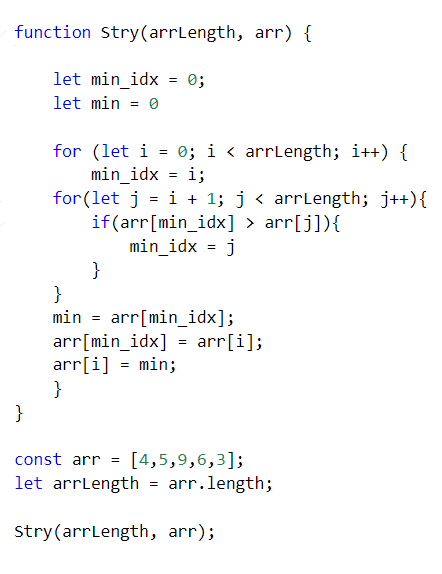 function Stry(arrLength, arr) {
let min_idx = 0;
let min = 0
for (let i = 0; i < arrLength; i++) {
min_idx = i;
for(let j = i + 1; j < arrLength; j++){
if(arr[min_idx] > arr[j]){
min_idx = j
}
}
min = arr[min_idx];
arr[min_idx] = arr[i];
arr[i] = min;
}
}
const arr = [4,5,9,6,3];
let arrLength = arr.length;
Stry(arrLength, arr);